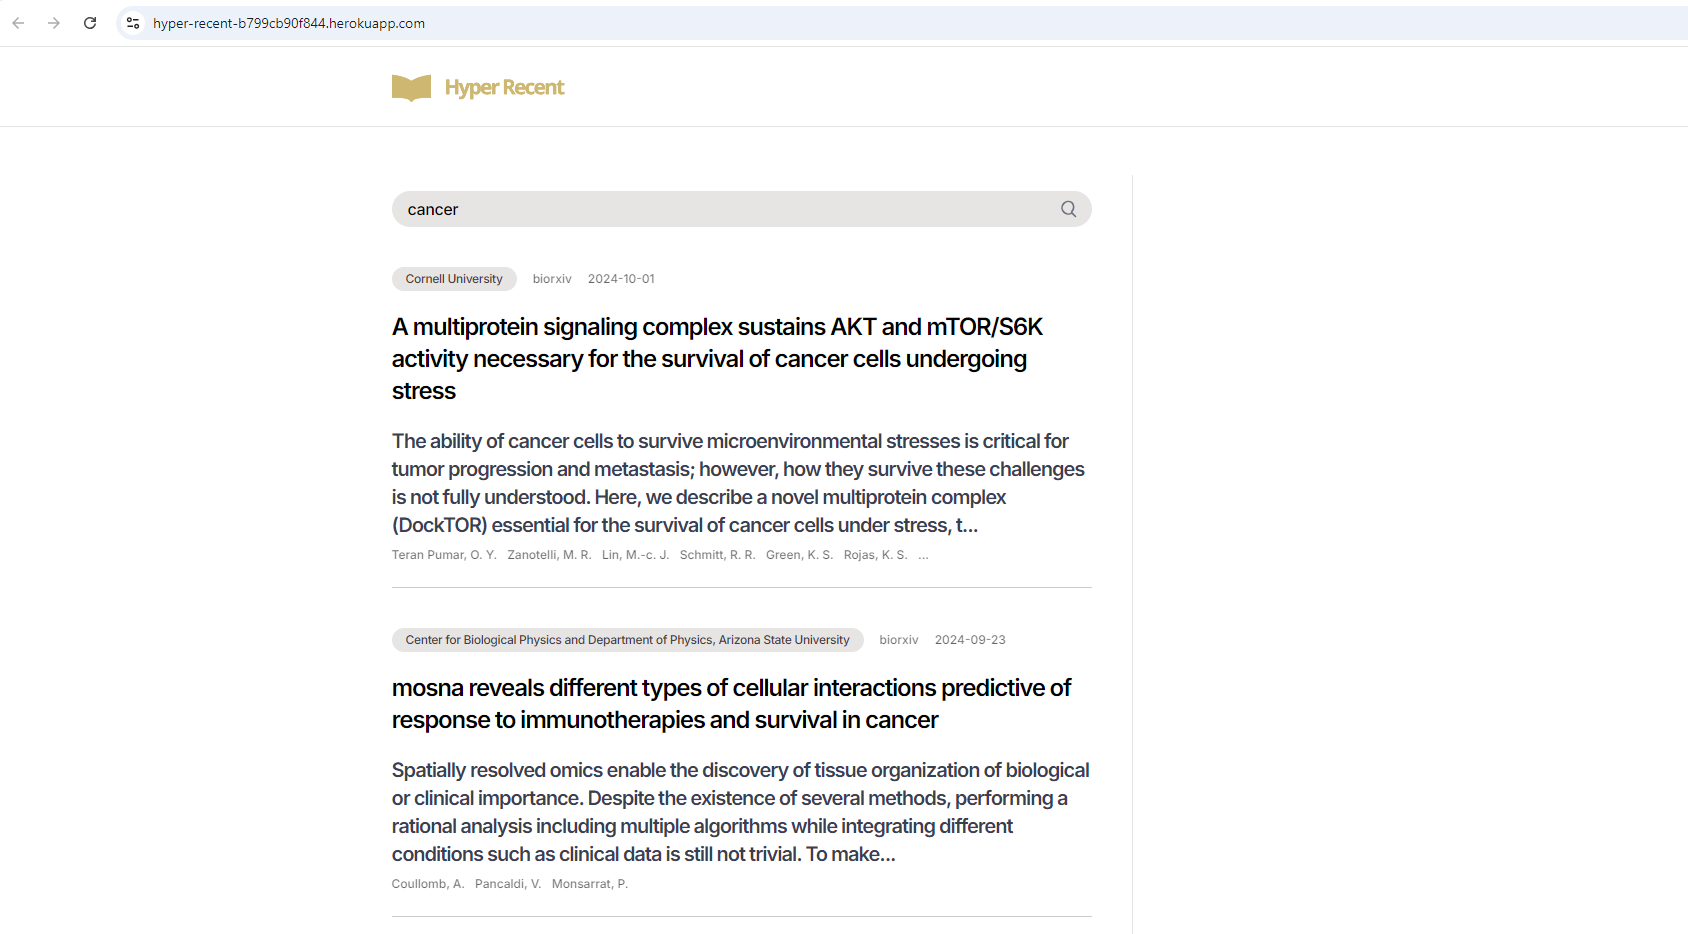 hyper-recent-b799cb90f844.herokuapp.com
Hyper Recent
cancer
Cornell University biorxiv 2024-10-01
A multiprotein signaling complex sustains AKT and mTOR/S6K
activity necessary for the survival of cancer cells undergoing
stress
The ability of cancer cells to survive microenvironmental stresses is critical for
tumor progression and metastasis; however, how they survive these challenges
is not fully understood. Here, we describe a novel multiprotein complex
(DockTOR) essential for the survival of cancer cells under stress, t...
Teran Pumar, O. Y. Zanotelli, M. R. Lin, M.-c. J. Schmitt, R. R. Green, K. S. Rojas, K. S. ...
Center for Biological Physics and Department of Physics, Arizona State University biorxiv 2024-09-23
mosna reveals different types of cellular interactions predictive of
response to immunotherapies and survival in cancer
Spatially resolved omics enable the discovery of tissue organization of biological
or clinical importance. Despite the existence of several methods, performing a
rational analysis including multiple algorithms while integrating different
conditions such as clinical data is still not trivial. To make...
Coullomb, A. Pancaldi, V. Monsarrat, P.